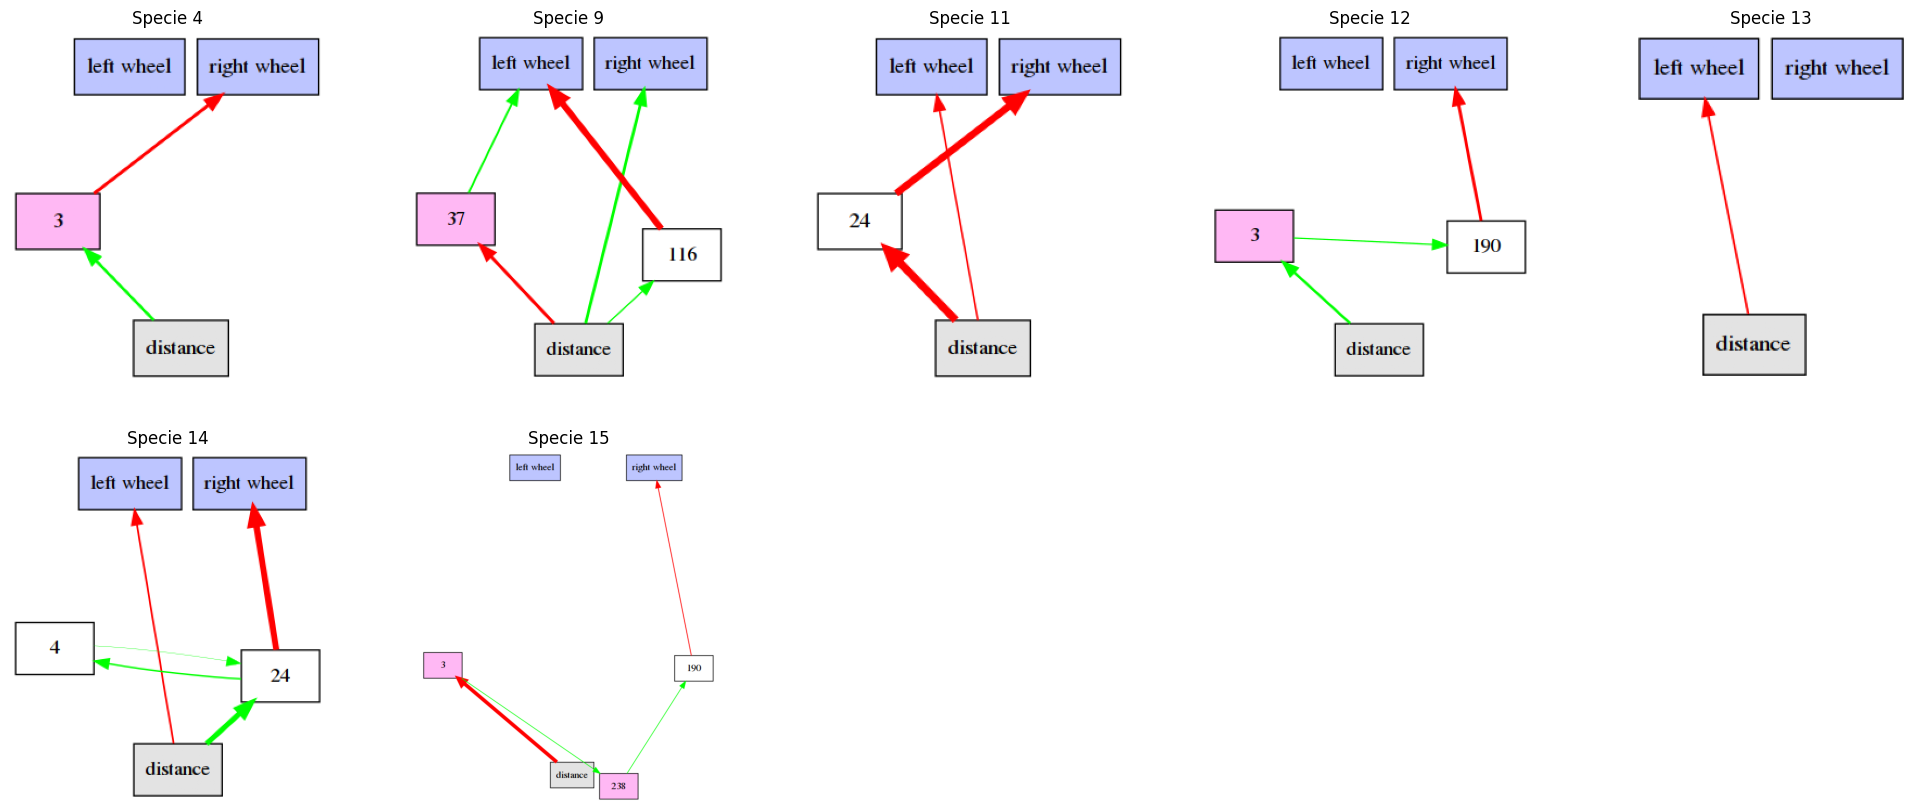 Specie 4
left wheel
right wheel
3
distance
Specie 9
left wheel
right wheel
37
116
distance
Specie 11
left wheel
right wheel
24
distance
Specie 12
left wheel
right wheel
3
190
distance
Specie 13
left wheel
right wheel
distance
Specie 14
left wheel
right wheel
4
24
distance
Specie 15
left wheel
right wheel
3
190
distance
238